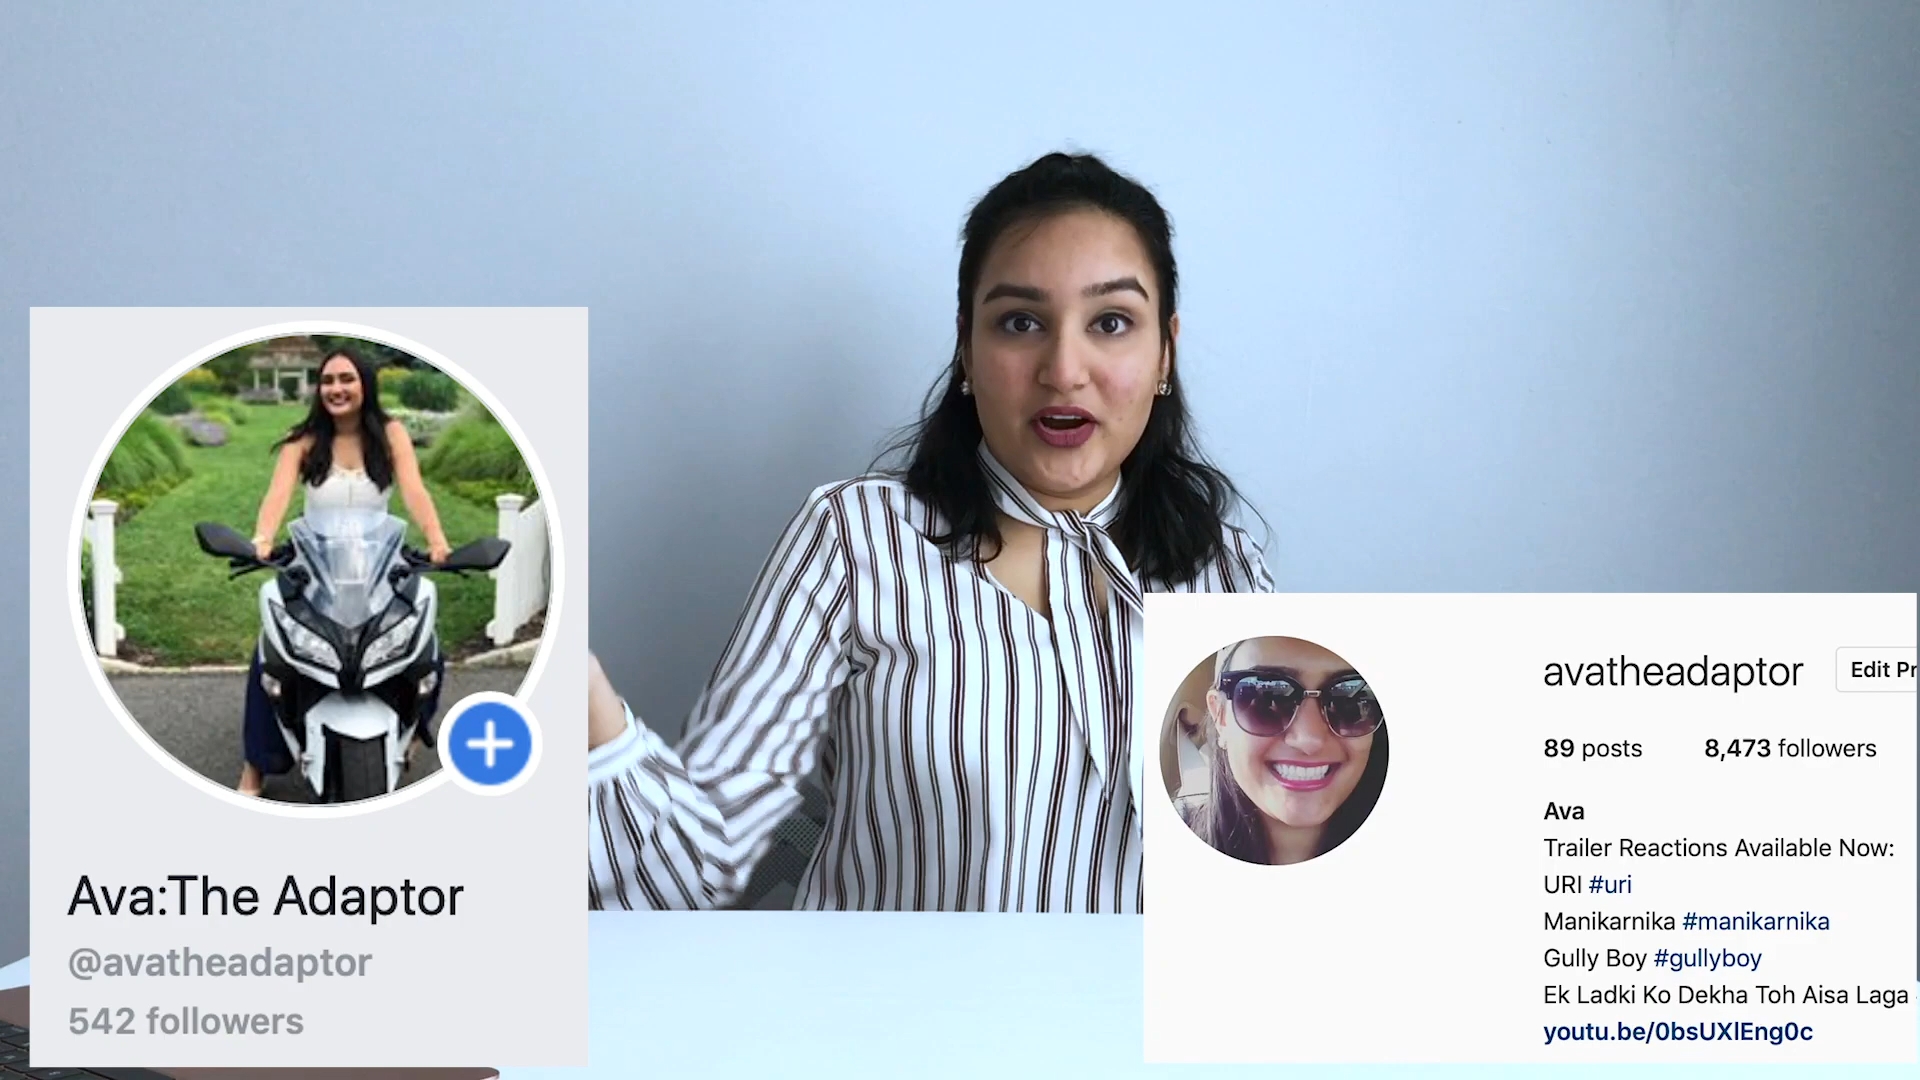 Ava:The Adaptor
@avatheadaptor
542 followers
avatheadaptor Edit Pr
89 posts 8,473 followers
Ava
Trailer Reactions Available Now:
URI #uri
Manikarnika #manikarnika
Gully Boy #gullyboy
Ek Ladki Ko Dekha Toh Aisa Laga
youtu.be/0bsUXlEng0c